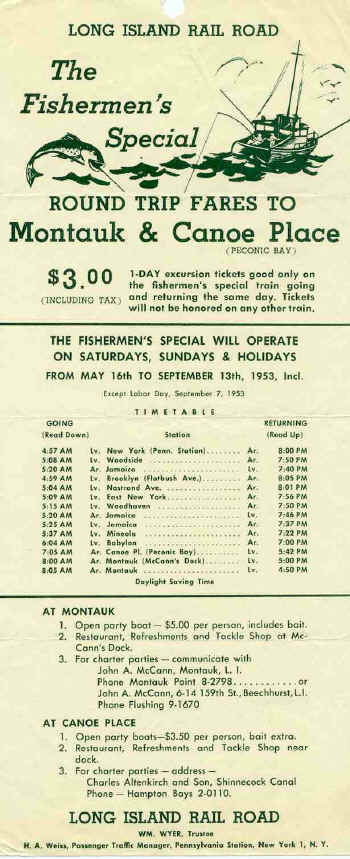 LONG ISLAND RAIL ROAD
The
Fishermen's
Special
ROUND TRIP FARES TO
Montauk & Canoe Place
(PECONIC BAY)
$3.00
(INCLUDING TAX)
1-DAY excursion tickets good only on
the fishermen's special train going
and returning the same day. Tickets
will not be honored on any other train.
THE FISHERMEN'S SPECIAL WILL OPERATE
ON SATURDAYS, SUNDAYS & HOLIDAYS
FROM MAY 16th TO SEPTEMBER 13th, 1953, Incl.
Except Labor Day, September 7, 1953
TIMETABLE
GOING RETURNING
(Read Down) Station (Read Up)
4:57 AM Lv. New York (Penn. Station)........ Ar. 8:00 PM
5:08 AM Lv. Woodside ........ Ar. 7:50 PM
5:20 AM Ar. Jamaica ........ Lv. 7:40 PM
4:59 AM Lv. Brooklyn (Flatbush Ave.)........ Ar. 8:05 PM
5:04 AM Lv. Nostrand Ave. ........ Ar. 8:01 PM
5:09 AM Lv. East New York ........ Ar. 7:56 PM
5:15 AM Lv. Woodhaven ........ Ar. 7:50 PM
5:20 AM Ar. Jamaica ........ Lv. 7:46 PM
5:25 AM Lv. Jamaica ........ Ar. 7:37 PM
5:37 AM Lv. Mineola ........ Ar. 7:22 PM
6:04 AM Lv. Babylon ........ Ar. 7:00 PM
7:05 AM Ar. Canoe Pl. (Peconic Bay)........ Lv. 5:42 PM
8:00 AM Ar. Montauk (McCann's Dock)........ Lv. 5:00 PM
8:05 AM Ar. Montauk ........ Lv. 4:50 PM
Daylight Saving Time
AT MONTAUK
1. Open party boat — $5.00 per person, includes bait.
2. Restaurant, Refreshments and Tackle Shop at Mc-
Cann's Dock.
3. For charter parties — communicate with
John A. McCann, Montauk, L. I.
Phone Montauk Point 8-2798............or
John A. McCann, 6-14 159th St., Beechhurst, L.I.
Phone Flushing 9-1670
AT CANOE PLACE
1. Open party boats—$3.50 per person, bait extra.
2. Restaurant, Refreshments and Tackle Shop near
dock.
3. For charter parties — address —
Charles Altenkirch and Son, Shinnecock Canal
Phone — Hampton Bays 2-0110.
LONG ISLAND RAIL ROAD
WM. WYER, Trustee
H. A. Weiss, Passenger Traffic Manager, Pennsylvania Station, New York 1, N. Y.